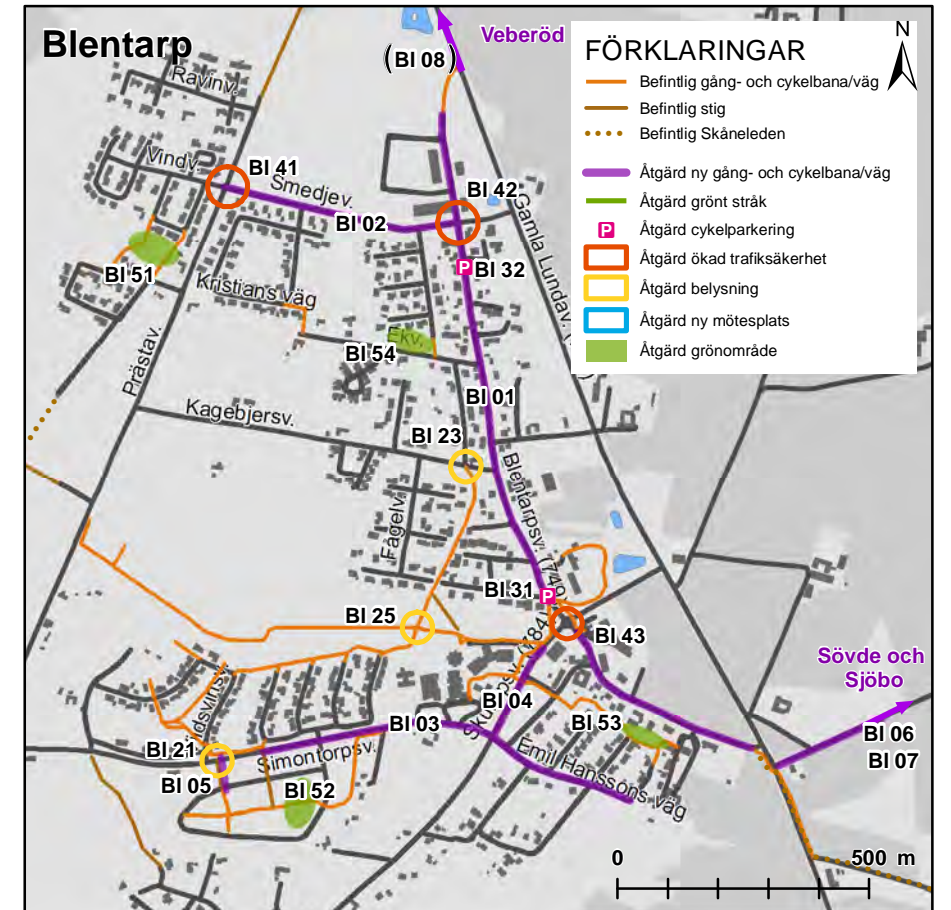 Blentarp
Veberöd
(Bl 08)
FÖRKLARINGAR
N
Befintlig gång- och cykelbana/väg
Befintlig stig
Befintlig Skåneleden
Åtgärd ny gång- och cykelbana/väg
Åtgärd grönt stråk
P Åtgärd cykelparkering
Åtgärd ökad trafiksäkerhet
Åtgärd belysning
Åtgärd ny mötesplats
Åtgärd grönområde
Ravinv.
Vindv.
Bl 41
Smedjev.
Bl 42
Bl 02
Gamla Lundav.
P Bl 32
Bl 51
Kristians väg
Ekv.
Bl 54
Prästav.
Bl 01
Kagebjersv.
Bl 23
Blentarpsv. (749)
Fågelv.
Bl 31 P
Bl 25
Bl 43
Sövde och
Sjöbo
Bl 04
Bl 03
Bl 53
Bl 06
Bl 07
Bl 21
Simontorpsv.
Emil Hanssons väg
Bl 05
Bl 52
0 500 m